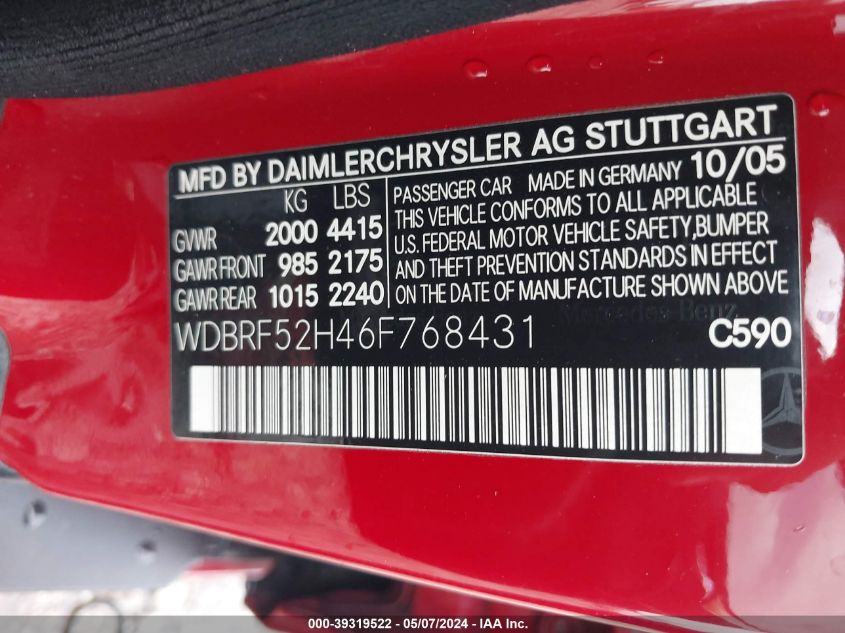 MFD BY DAIMLERCHRYSLER AG STUTTGART
KG LBS
GVWR 2000 4415
GAWR FRONT 985 2175
GAWR REAR 1015 2240
PASSENGER CAR MADE IN GERMANY 10/05
THIS VEHICLE CONFORMS TO ALL APPLICABLE
U.S. FEDERAL MOTOR VEHICLE SAFETY, BUMPER
AND THEFT PREVENTION STANDARDS IN EFFECT
ON THE DATE OF MANUFACTURE SHOWN ABOVE
Mercedes-Benz
WDBRF52H46F768431 C590
000-39319522 - 05/07/2024 - IAA Inc.